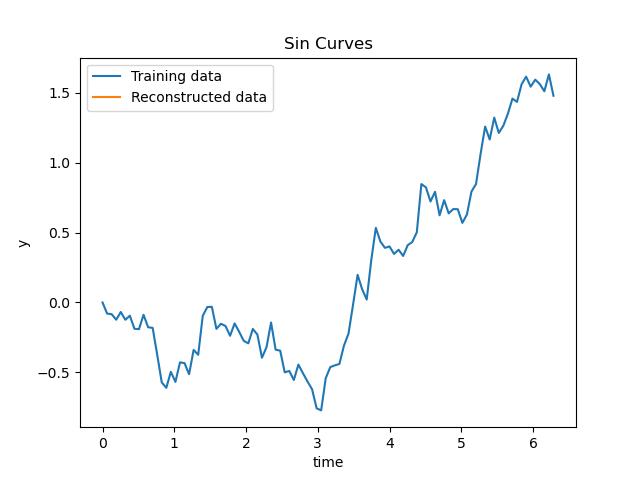 Sin Curves
Training data
Reconstructed data
1.5
1.0
0.5
0.0
−0.5
0 1 2 3 4 5 6
time
y